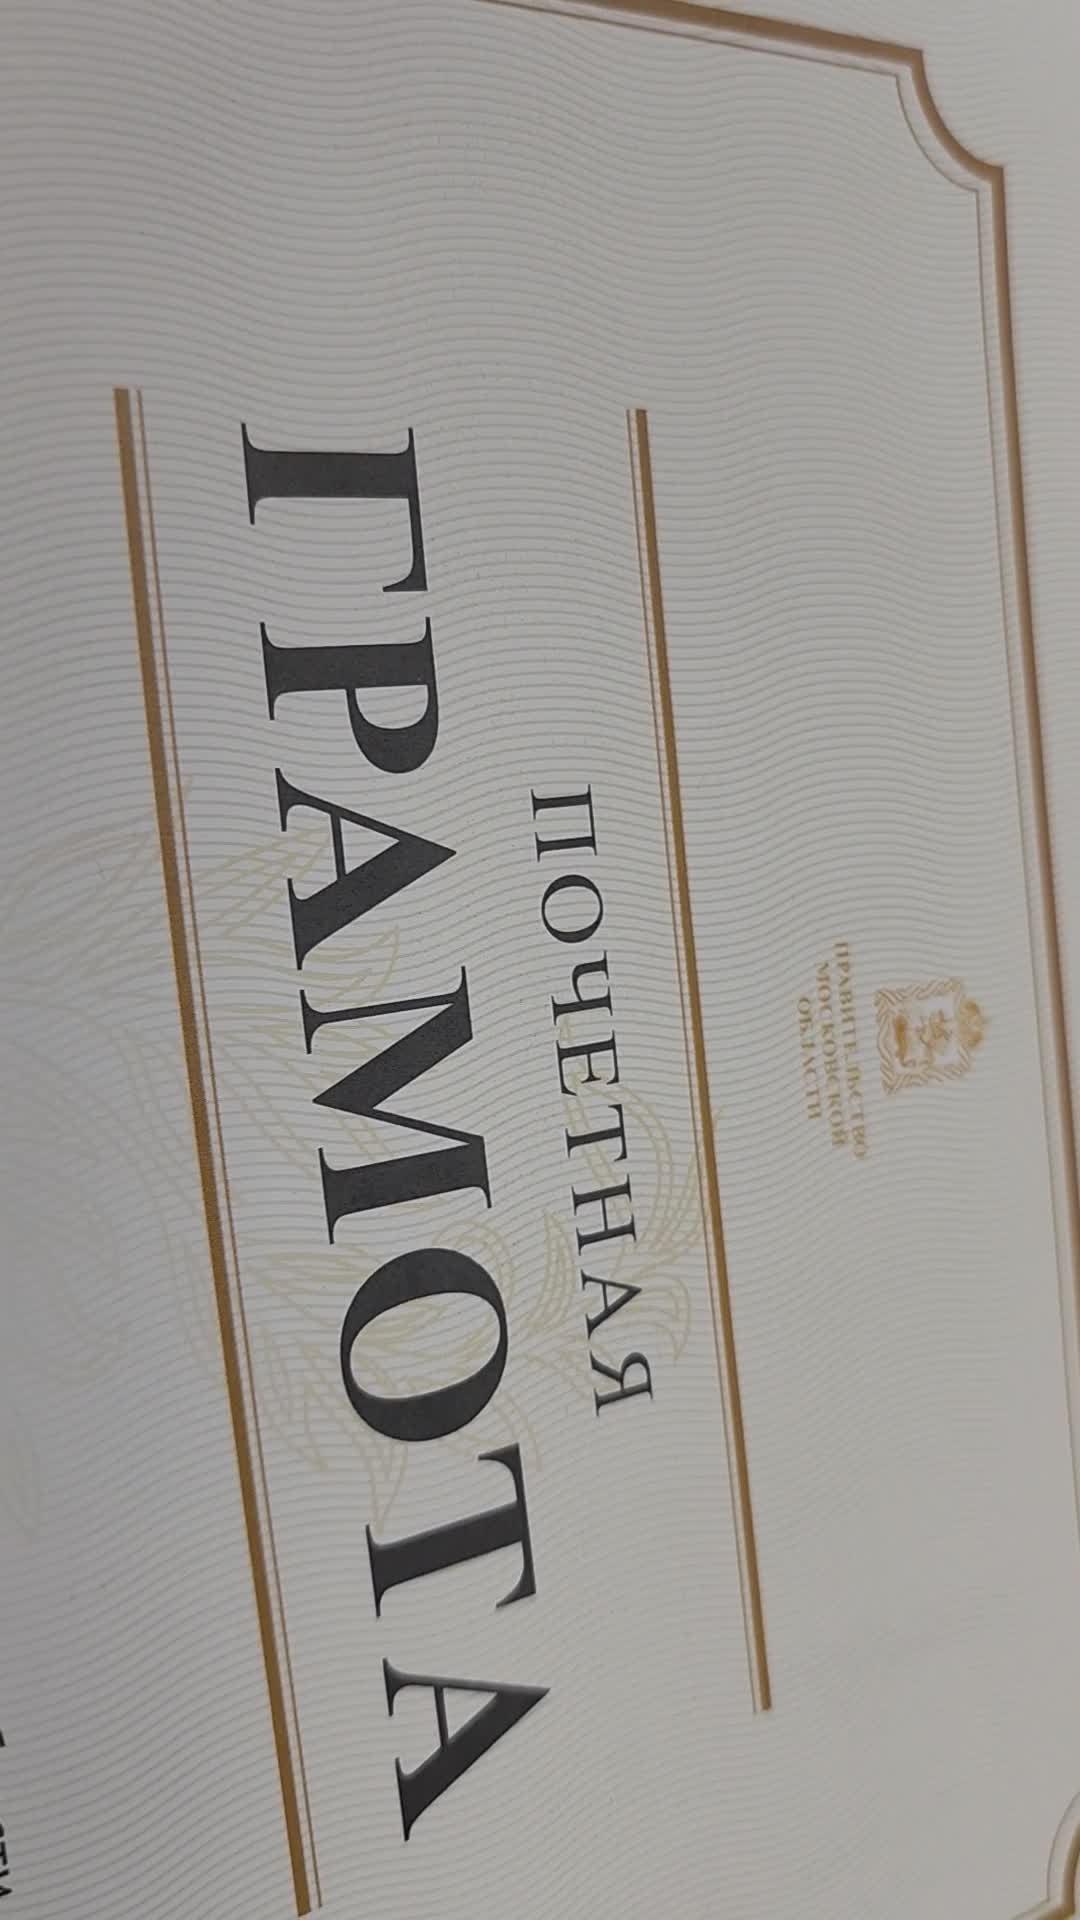 ПРАВИТЕЛЬСТВО
МОСКОВСКОЙ
ОБЛАСТИ
ПОЧЕТНАЯ
ГРАМОТА